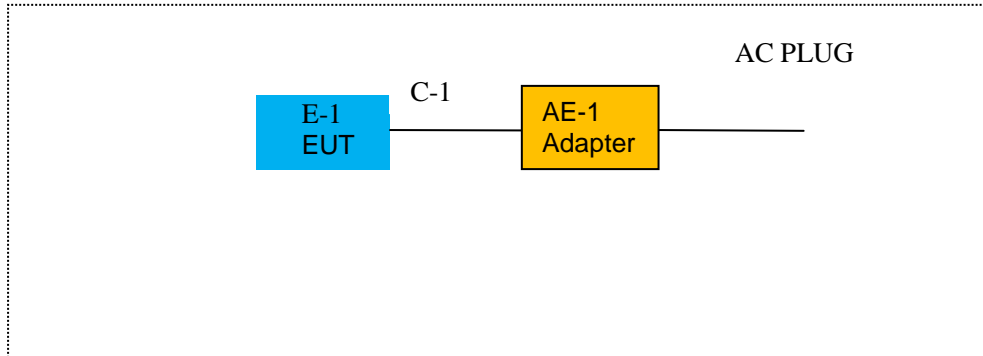 AC PLUG
C-1
E-1
EUT
AE-1
Adapter